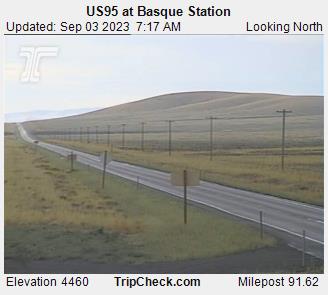 US95 at Basque Station
Updated: Sep 03 2023 7:17 AM Looking North
Elevation 4460 TripCheck.com Milepost 91.62